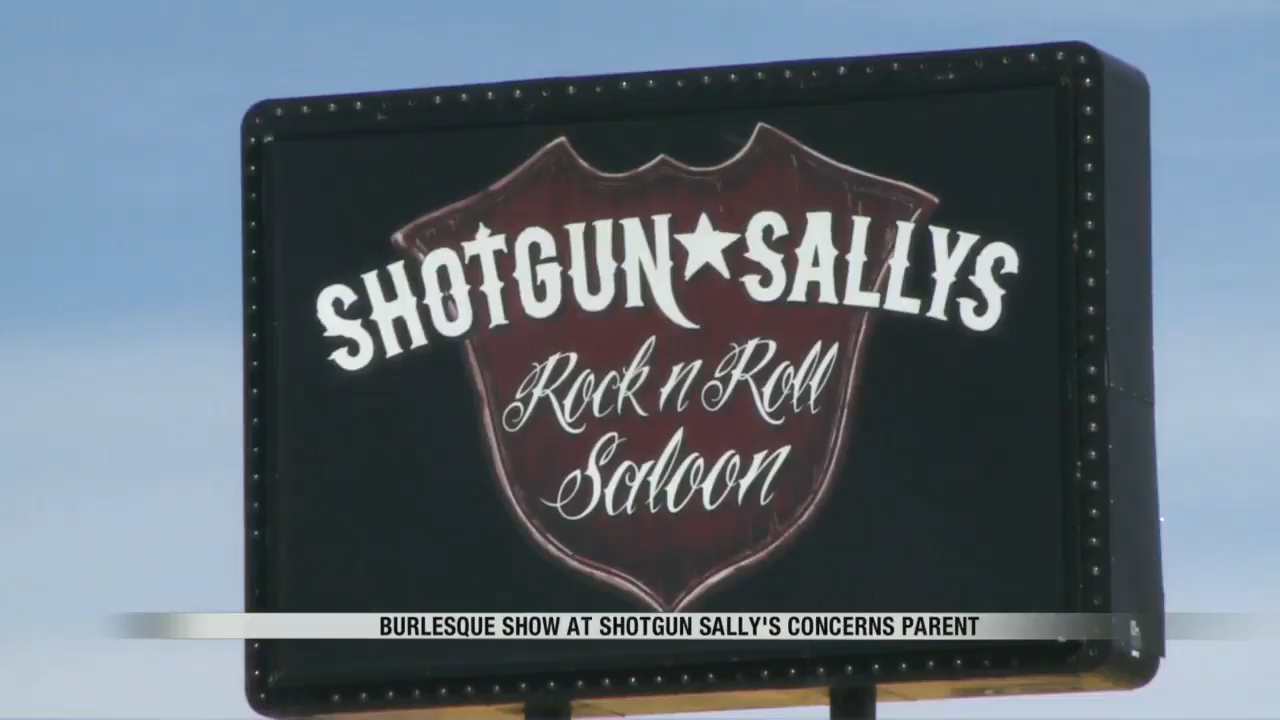 SHOTGUN★SALLYS
Rock n Roll
Saloon
BURLESQUE SHOW AT SHOTGUN SALLY'S CONCERNS PARENT